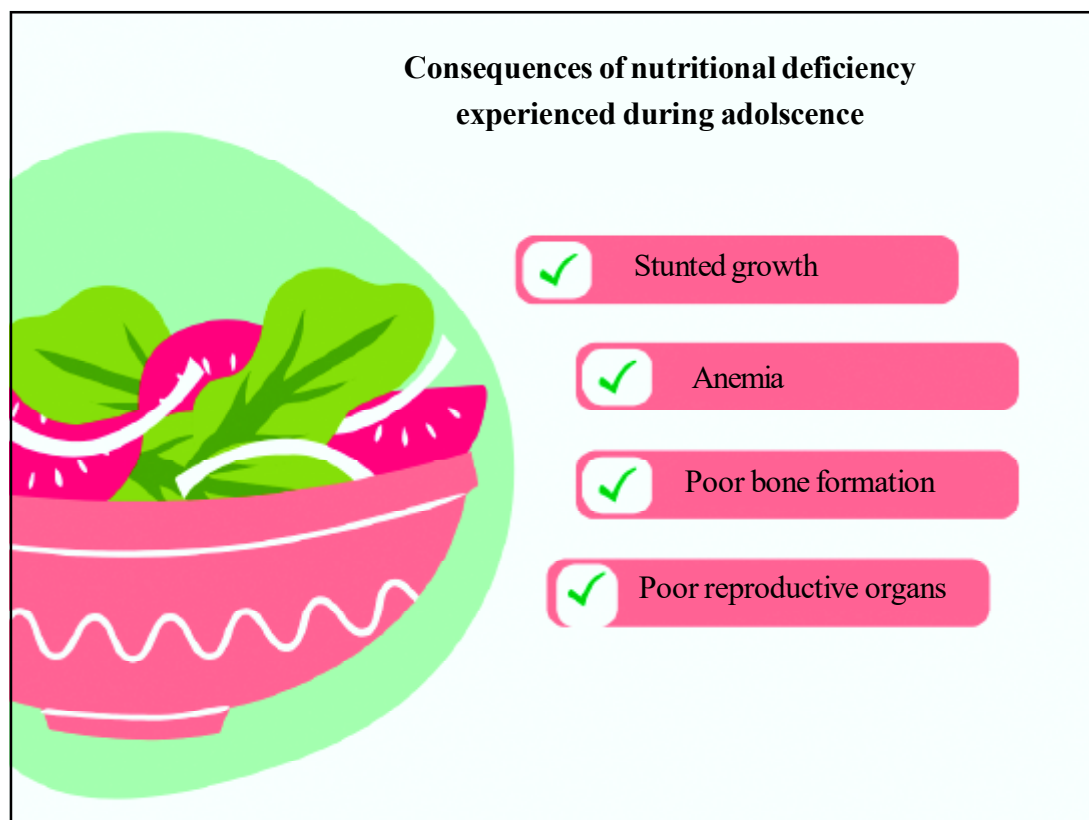 Consequences of nutritional deficiency
experienced during adolscence
Stunted growth
Anemia
Poor bone formation
Poor reproductive organs